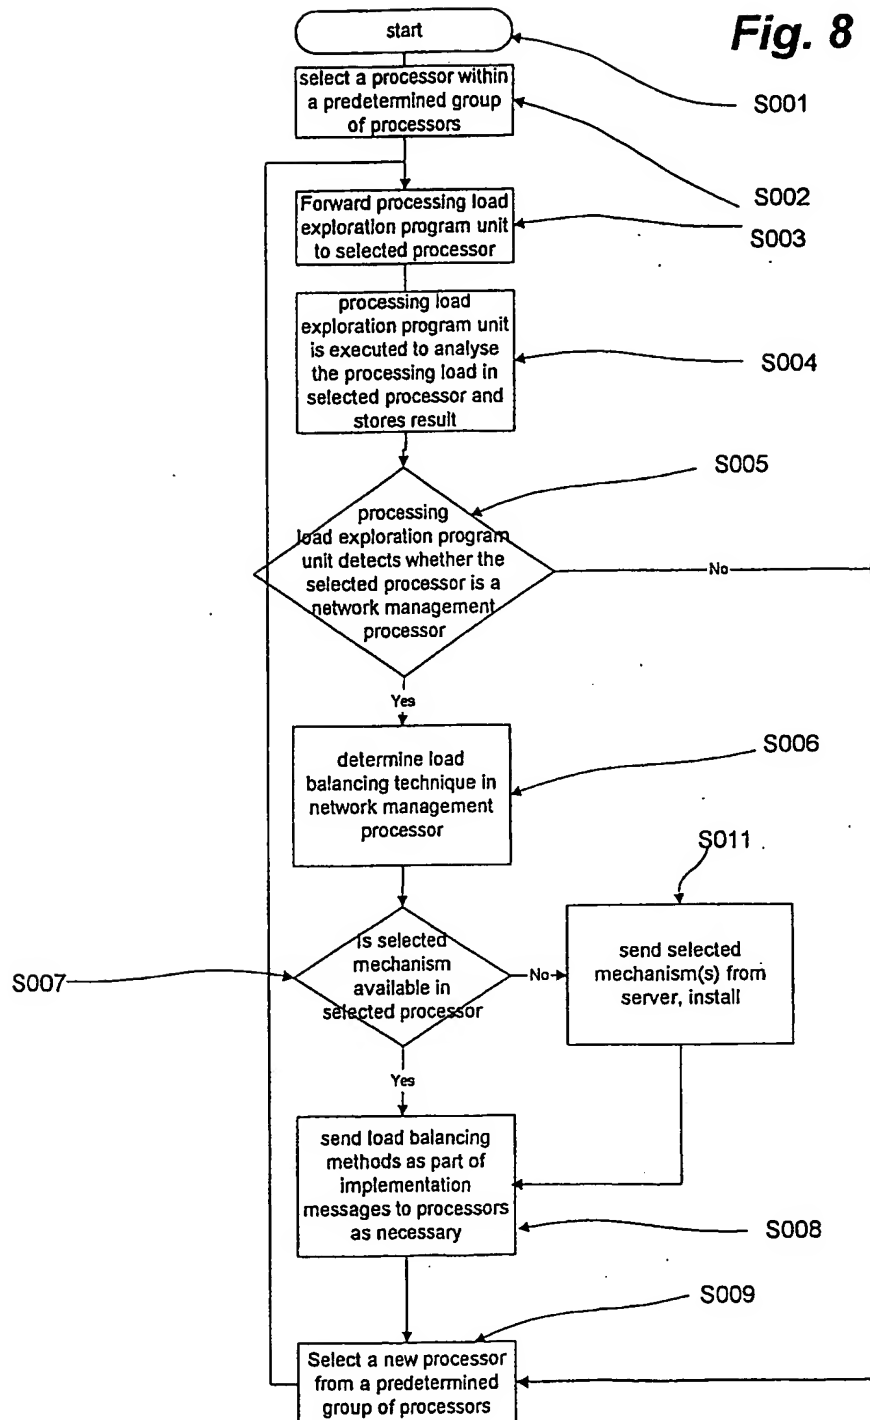 Fig. 8
start
S001
select a processor within
a predetermined group
of processors
S002
Forward processing load
exploration program unit
to selected processor
S003
processing load
exploration program unit
is executed to analyse
the processing load in
selected processor and
stores result
S004
S005
processing
load exploration program
unit detects whether the
selected processor is a
network management
processor
No
Yes
determine load
balancing technique in
network management
processor
S006
S011
is selected
mechanism
available in
selected processor
S007
No
send selected
mechanism(s) from
server, install
Yes
send load balancing
methods as part of
implementation
messages to processors
as necessary
S008
S009
Select a new processor
from a predetermined
group of processors